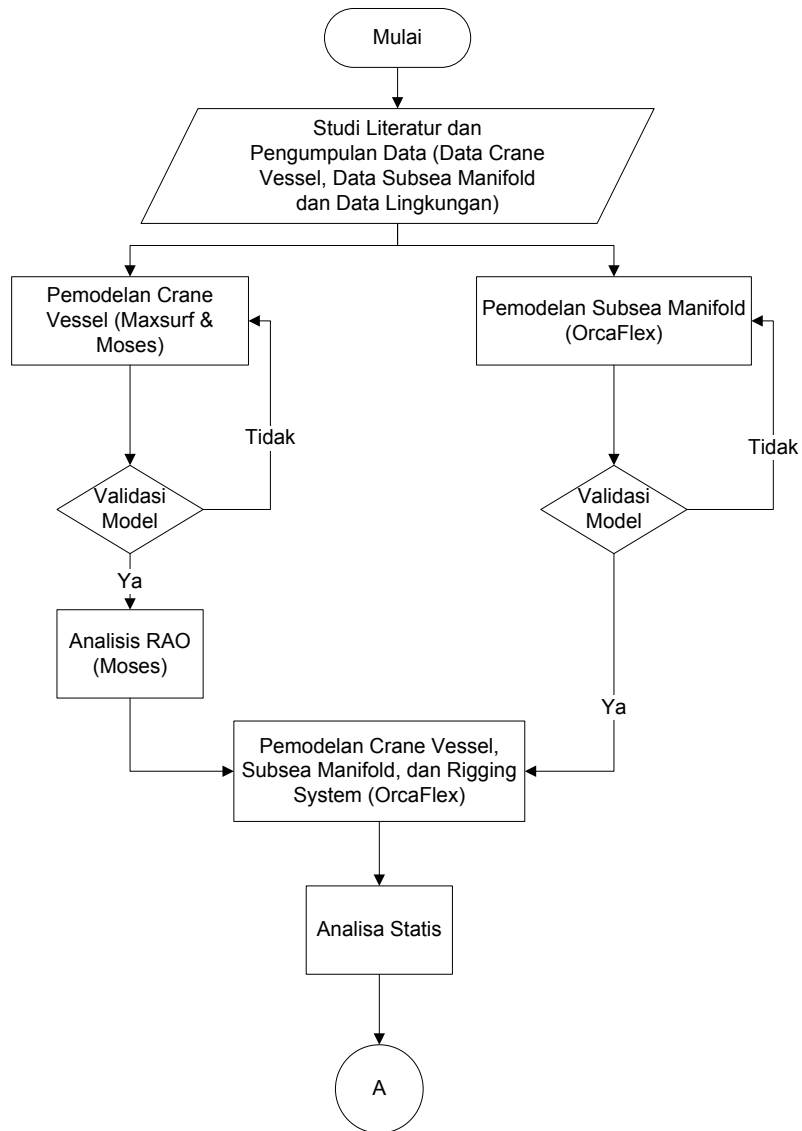 Mulai
Studi Literatur dan
Pengumpulan Data (Data Crane
Vessel, Data Subsea Manifold
dan Data Lingkungan)
Pemodelan Crane
Vessel (Maxsurf &
Moses)
Pemodelan Subsea Manifold
(OrcaFlex)
Tidak
Tidak
Validasi
Model
Validasi
Model
Ya
Analisis RAO
(Moses)
Ya
Pemodelan Crane Vessel,
Subsea Manifold, dan Rigging
System (OrcaFlex)
Analisa Statis
A